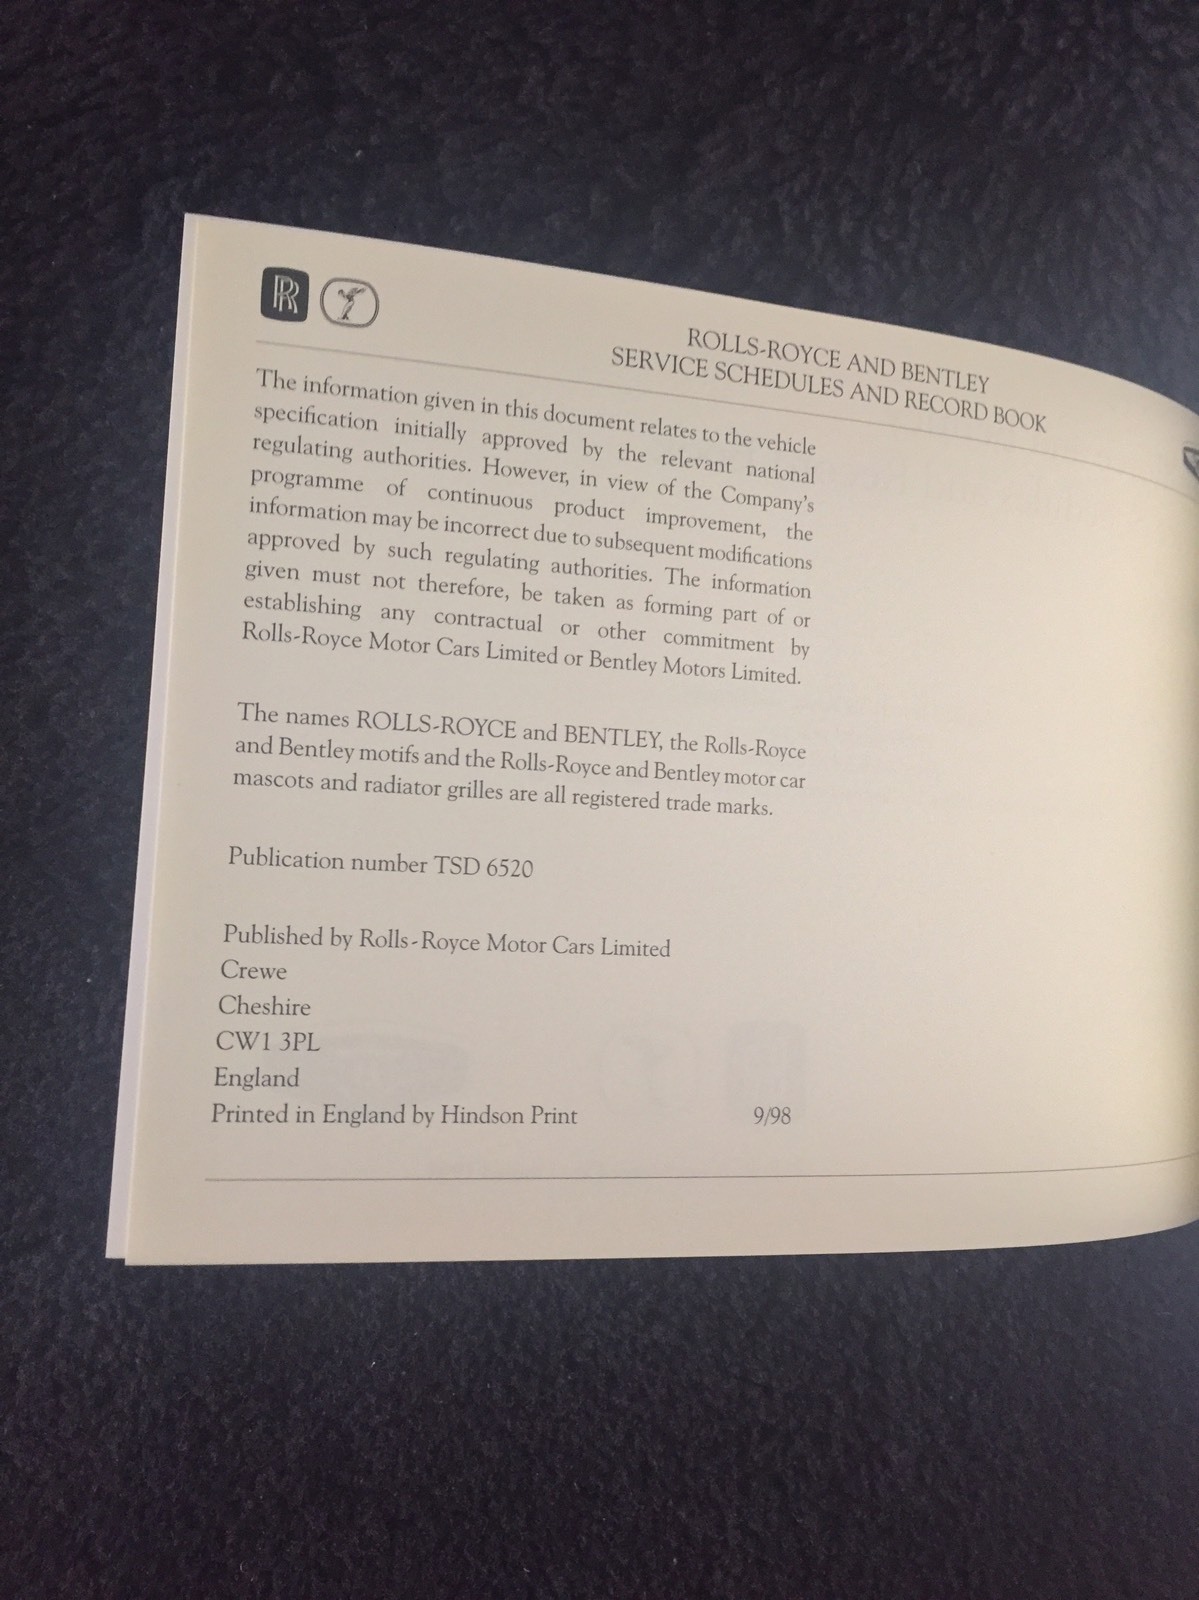 RR
ROLLS-ROYCE AND BENTLEY
SERVICE SCHEDULES AND RECORD BOOK
The information given in this document relates to the vehicle
specification initially approved by the relevant national
regulating authorities. However, in view of the Company's
programme of continuous product improvement, the
information may be incorrect due to subsequent modifications
approved by such regulating authorities. The information
given must not therefore, be taken as forming part of or
establishing any contractual or other commitment by
Rolls-Royce Motor Cars Limited or Bentley Motors Limited.
The names ROLLS-ROYCE and BENTLEY, the Rolls-Royce
and Bentley motifs and the Rolls-Royce and Bentley motor car
mascots and radiator grilles are all registered trade marks.
Publication number TSD 6520
Published by Rolls-Royce Motor Cars Limited
Crewe
Cheshire
CW1 3PL
England
Printed in England by Hindson Print 9/98